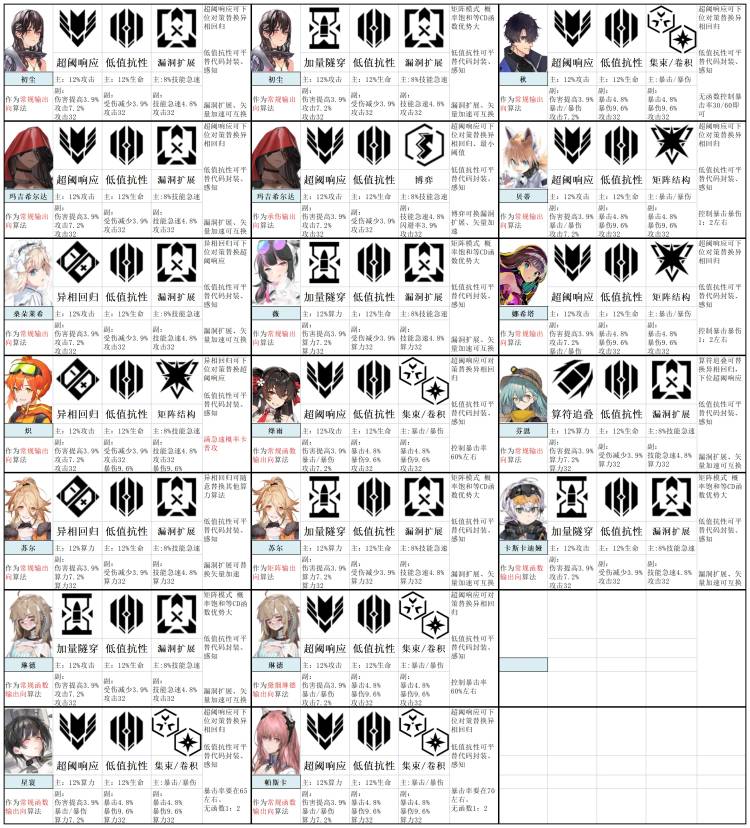 超阈响应
低值抗性
漏洞扩展
超阈响应可下
位对策替换异
相回归
低值抗性可平
替代码封装、
感知
初尘
主: 12%攻击
主: 12%生命
主:8%技能急速
作为常规输出
向算法
副:
伤害提高3.9%
攻击7.2%
攻击32
副:
受伤减少3.9%
攻击32
副:
技能急速4.8%
攻击32
漏洞扩展、矢
量加速可互换
加量隧穿
低值抗性
漏洞扩展
矩阵模式 概
率饱和等CD函
数优势大
低值抗性可平
替代码封装、
感知
初尘
主: 12%攻击
主: 12%生命
主:8%技能急速
作为常规输出
向算法
副:
伤害提高3.9%
攻击7.2%
攻击32
副:
受伤减少3.9%
攻击32
副:
技能急速4.8%
攻击32
漏洞扩展、矢
量加速可互换
超阈响应
低值抗性
集束/卷积
超阈响应可下
位对策替换异
相回归
低值抗性可平
替代码封装、
感知
秋
主: 12%攻击
主: 12%生命
主:暴击/暴伤
作为常规输出
向算法
副:
伤害提高3.9%
暴击/暴伤
攻击7.2%
副:
暴击4.8%
暴伤9.6%
攻击32
副:
暴击4.8%
暴伤9.6%
攻击32
无函数控制暴
击率30/60即
可
超阈响应
低值抗性
漏洞扩展
超阈响应可下
位对策替换异
相回归
低值抗性可平
替代码封装、
感知
玛吉希尔达
主: 12%攻击
主: 12%生命
主:8%技能急速
作为常规输出
向算法
副:
伤害提高3.9%
攻击7.2%
攻击32
副:
受伤减少3.9%
攻击32
副:
技能急速4.8%
攻击32
漏洞扩展、矢
量加速可互换
超阈响应
低值抗性
博弈
超阈响应可下
位对策替换异
相回归、最小
阈值
低值抗性可平
替代码封装、
感知
玛吉希尔达
主: 12%攻击
主: 12%生命
主:8%技能急速
作为承伤输出
向算法
副:
伤害提高3.9%
攻击7.2%
攻击32
副:
受伤减少3.9%
攻击32
副:
技能急速4.8%
闪避率3.9%
攻击32
博弈可换漏洞
扩展、矢量加
速
超阈响应
低值抗性
矩阵结构
超阈响应可下
位对策替换异
相回归
低值抗性可平
替代码封装、
感知
贝蒂
主: 12%攻击
主: 12%生命
主:暴击/暴伤
作为常规输出
向算法
副:
伤害提高3.9%
暴击/暴伤
攻击7.2%
副:
暴击4.8%
暴伤9.6%
攻击32
副:
暴击4.8%
暴伤9.6%
攻击32
控制暴击暴伤
1: 2左右
异相回归
低值抗性
漏洞扩展
异相回归可下
位对策替换超
阈响应
低值抗性可平
替代码封装、
感知
桑朵莱希
主: 12%攻击
主: 12%生命
主:8%技能急速
作为常规输出
向算法
副:
伤害提高3.9%
攻击7.2%
攻击32
副:
受伤减少3.9%
攻击32
副:
技能急速4.8%
攻击32
漏洞扩展、矢
量加速可互换
加量隧穿
低值抗性
漏洞扩展
矩阵模式 概
率饱和等CD函
数优势大
低值抗性可平
替代码封装、
感知
薇
主: 12%算力
主: 12%生命
主:8%技能急速
作为常规输出
向算法
副:
伤害提高3.9%
算力7.2%
算力32
副:
受伤减少3.9%
算力32
副:
技能急速4.8%
算力32
漏洞扩展、矢
量加速可互换
超阈响应
低值抗性
矩阵结构
超阈响应可下
位对策替换异
相回归
低值抗性可平
替代码封装、
感知
娜希塔
主: 12%攻击
主: 12%生命
主:暴击/暴伤
作为常规输出
向算法
副:
伤害提高3.9%
攻击7.2%
暴击/暴伤
副:
暴击4.8%
暴伤9.6%
攻击32
副:
暴击4.8%
暴伤9.6%
攻击32
控制暴击暴伤
1: 2左右
异相回归
低值抗性
矩阵结构
异相回归可下
位对策替换超
阈响应
低值抗性可平
替代码封装、
感知
炽
主: 12%攻击
主: 12%生命
主:8%技能急速
作为常规输出
向算法
副:
伤害提高3.9%
暴击/暴伤
攻击7.2%
副:
受伤减少3.9%
攻击32
暴伤9.6%
副:
技能急速4.8%
攻击32
暴伤9.6%
满急速概率卡
普攻
超阈响应
低值抗性
集束/卷积
超阈响应可下
位对策替换异
相回归
低值抗性可平
替代码封装、
感知
绛雨
主: 12%攻击
主: 12%生命
主:暴击/暴伤
作为常规函数
输出向算法
副:
伤害提高3.9%
暴击/暴伤
攻击7.2%
副:
暴击4.8%
暴伤9.6%
攻击32
副:
暴击4.8%
暴伤9.6%
攻击32
控制暴击率
60%左右
算符追叠
低值抗性
漏洞扩展
算符追叠可替
换异相回归,
下位超阈响应
低值抗性可平
替代码封装、
感知
芬恩
主: 12%算力
主: 12%生命
主:8%技能急速
作为常规输出
向算法
副:
伤害提高3.9%
算力7.2%
算力32
副:
受伤减少3.9%
算力32
副:
技能急速4.8%
算力32
漏洞扩展、矢
量加速可互换
异相回归
低值抗性
漏洞扩展
异相回归可随
意替换其他算
力算法
低值抗性可平
替代码封装、
感知
苏尔
主: 12%算力
主: 12%生命
主:8%技能急速
作为常规输出
向算法
副:
伤害提高3.9%
算力7.2%
算力32
副:
受伤减少3.9%
算力32
副:
技能急速4.8%
算力32
漏洞扩展可替
换矢量加速
加量隧穿
低值抗性
漏洞扩展
矩阵模式 概
率饱和等CD函
数优势大
低值抗性可平
替代码封装、
感知
苏尔
主: 12%算力
主: 12%生命
主:8%技能急速
作为矩阵输出
向算法
副:
伤害提高3.9%
算力7.2%
算力32
副:
受伤减少3.9%
算力32
副:
技能急速4.8%
算力32
漏洞扩展、矢
量加速可互换
加量隧穿
低值抗性
漏洞扩展
矩阵模式 概
率饱和等CD函
数优势大
低值抗性可平
替代码封装、
感知
卡斯卡迪娅
主: 12%攻击
主: 12%生命
主:8%技能急速
作为常规函数
输出向算法
副:
伤害提高3.9%
攻击7.2%
攻击32
副:
受伤减少3.9%
攻击32
副:
技能急速4.8%
攻击32
漏洞扩展、矢
量加速可互换
加量隧穿
低值抗性
漏洞扩展
矩阵模式 概
率饱和等CD函
数优势大
低值抗性可平
替代码封装、
感知
琳德
主: 12%攻击
主: 12%生命
主:8%技能急速
作为常规函数
输出向算法
副:
伤害提高3.9%
攻击7.2%
攻击32
副:
受伤减少3.9%
攻击32
副:
技能急速4.8%
攻击32
漏洞扩展、矢
量加速可互换
超阈响应
低值抗性
集束/卷积
超阈响应可下
位对策替换异
相回归
低值抗性可平
替代码封装、
感知
琳德
主: 12%攻击
主: 12%生命
主:暴击/暴伤
作为黛烟琳德
输出向算法
副:
伤害提高3.9%
暴击/暴伤
攻击7.2%
副:
暴击4.8%
暴伤9.6%
攻击32
副:
暴击4.8%
暴伤9.6%
攻击32
控制暴击率
60%左右
超阈响应
低值抗性
集束/卷积
超阈响应可下
位对策替换异
相回归
低值抗性可平
替代码封装、
感知
星宸
主: 12%算力
主: 12%生命
主:暴击/暴伤
作为常规函数
输出向算法
副:
伤害提高3.9%
暴击/暴伤
算力7.2%
副:
暴击4.8%
暴伤9.6%
算力32
副:
暴击4.8%
暴伤9.6%
算力32
暴击率要在65
左右,
无函数1: 2
超阈响应
低值抗性
集束/卷积
超阈响应可下
位对策替换异
相回归
低值抗性可平
替代码封装、
感知
帕斯卡
主: 12%算力
主: 12%生命
主:暴击/暴伤
作为常规函数
输出向算法
副:
伤害提高3.9%
暴击/暴伤
算力7.2%
副:
暴击4.8%
暴伤9.6%
算力32
副:
暴击4.8%
暴伤9.6%
算力32
暴击率要在70
左右,
无函数1: 2